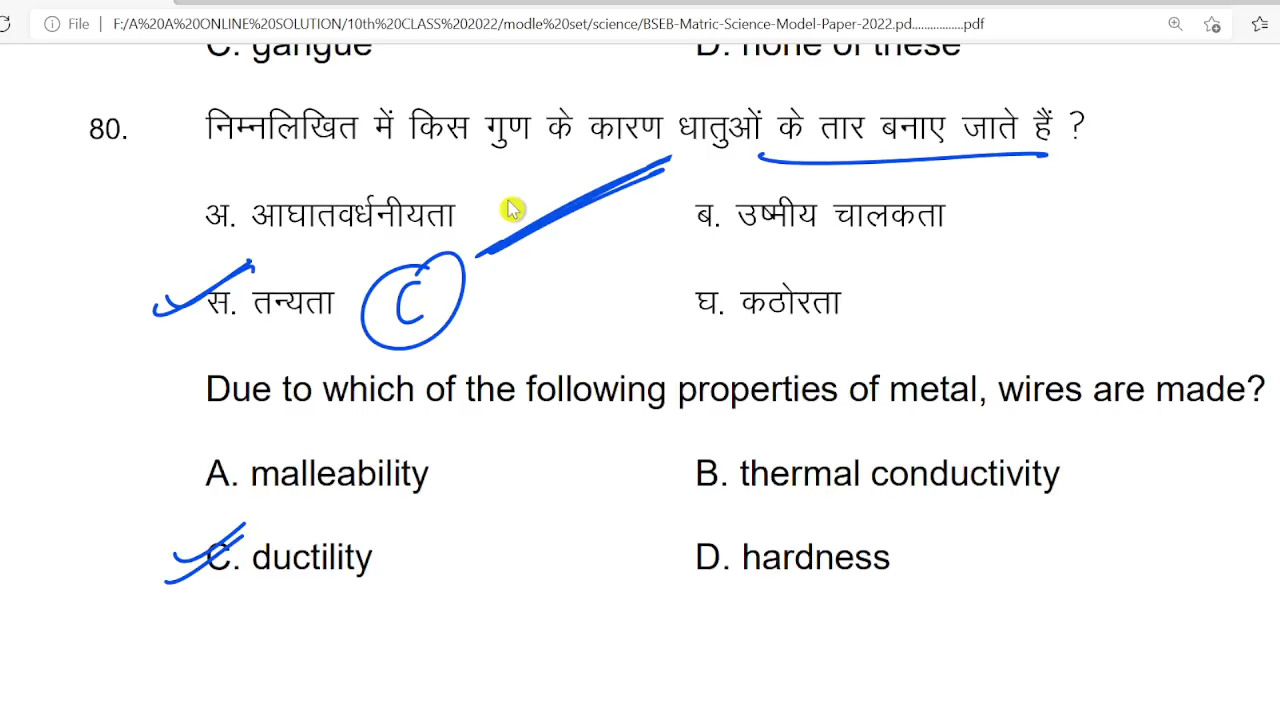 File F:/A%20A%20ONLINE%20SOLUTION/10th%20CLASS%202022/modle%20set/science/BSEB-Matric-Science-Model-Paper-2022.pd.................pdf
C. gangue D. none of these
80. निम्नलिखित में किस गुण के कारण धातुओं के तार बनाए जाते हैं ?
अ. आघातवर्धनीयता ब. उष्मीय चालकता
स. तन्यता C घ. कठोरता
Due to which of the following properties of metal, wires are made?
A. malleability B. thermal conductivity
C. ductility D. hardness